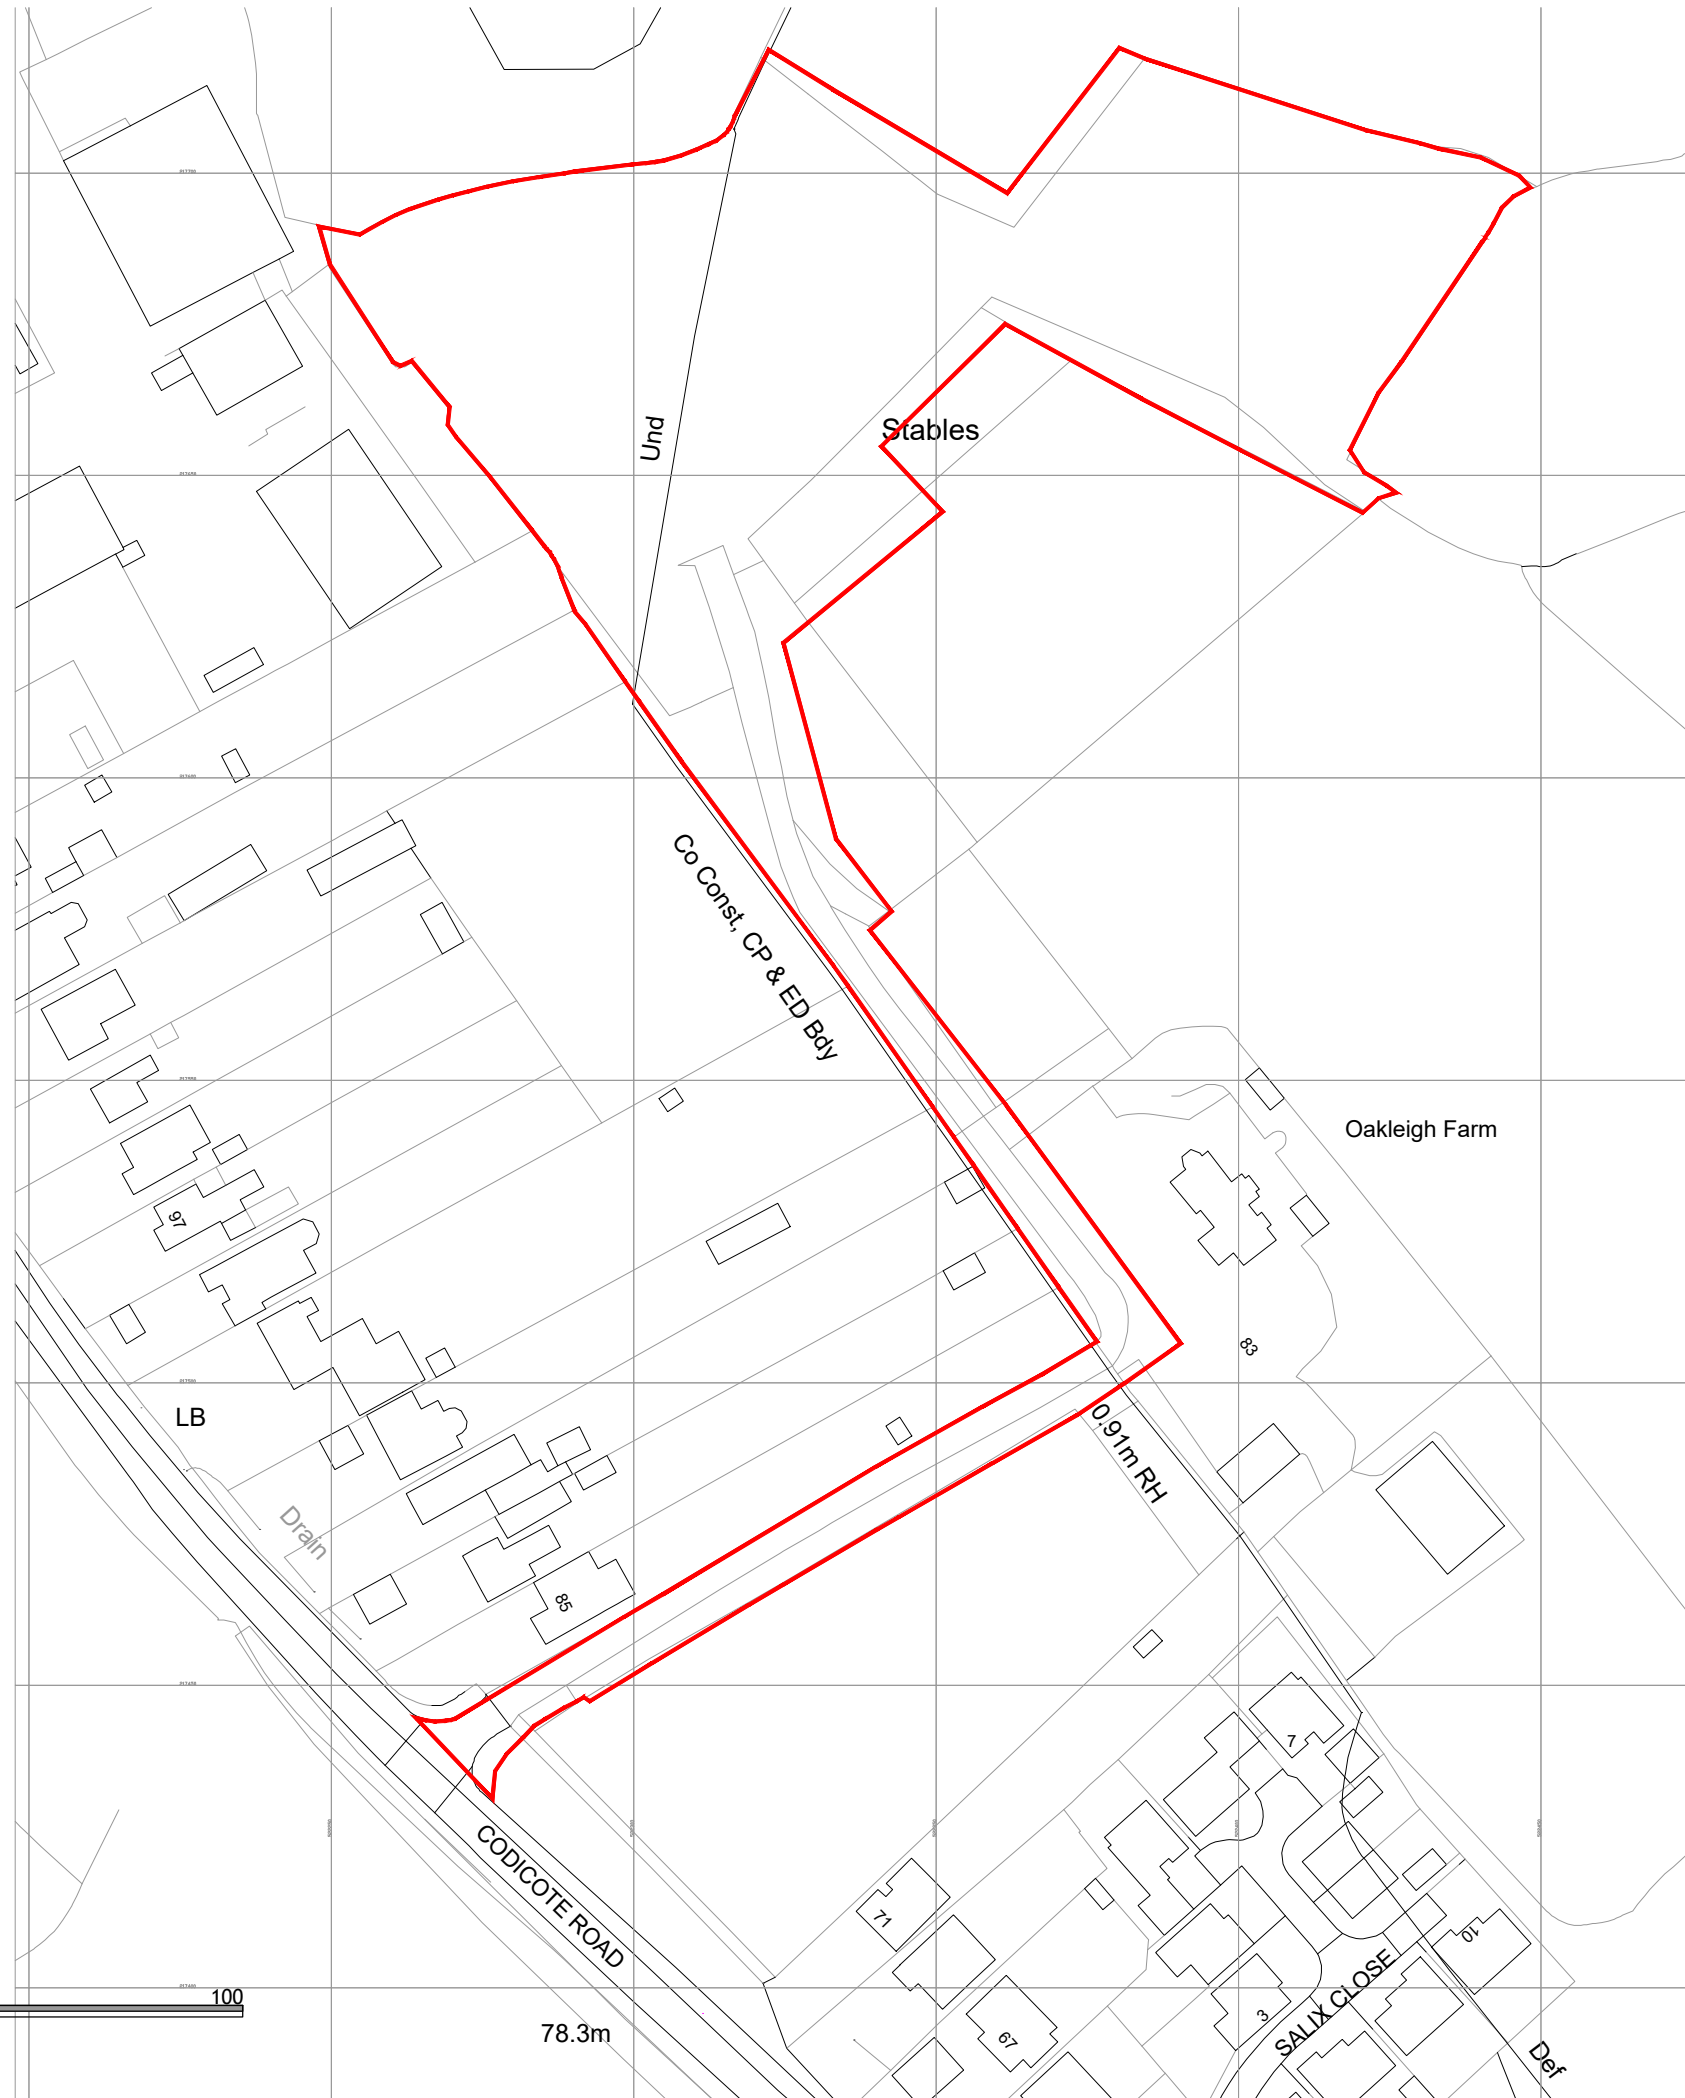 Und
Stables
Co Const, CP & ED Bdy
Oakleigh Farm
97
83
LB
0.91m RH
Drain
85
7
CODICOTE ROAD
71
10
SALIX CLOSE
3
67
100
78.3m
Def